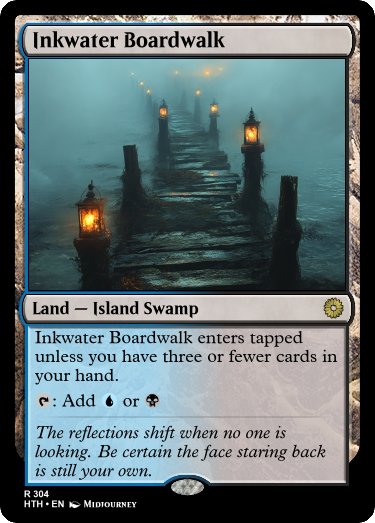 Inkwater Boardwalk
Land — Island Swamp
Inkwater Boardwalk enters tapped
unless you have three or fewer cards in
your hand.
: Add or
The reflections shift when no one is
looking. Be certain the face staring back
is still your own.
R 304
HTH • EN Midjourney